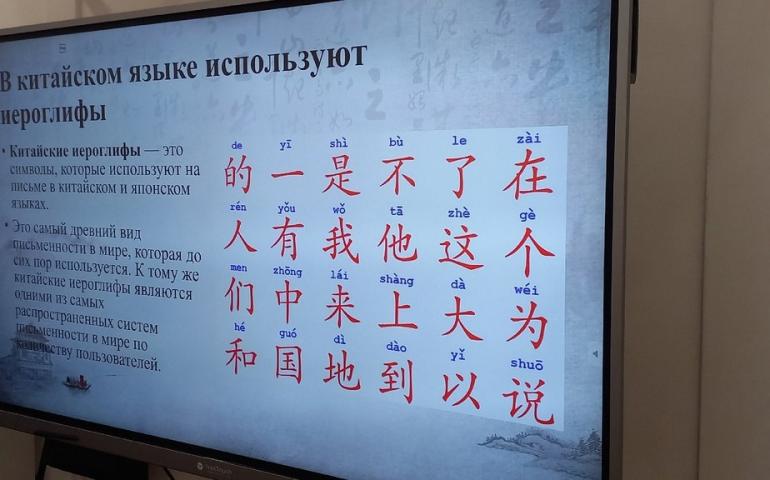 В китайском языке используют
иероглифы
• Китайские иероглифы — это
символы, которые используют на
письме в китайском и японском
языках.
• Это самый древний вид
письменности в мире, которая до
сих пор используется. К тому же
китайские иероглифы являются
одними из самых
распространенных систем
письменности в мире по
количеству пользователей.
de yī shì bù le zài
的 一 是 不 了 在
rén yǒu wǒ tā zhè gè
人 有 我 他 这 个
men zhōng lái shàng dà wéi
们 中 来 上 大 为
hé guó dì dào yǐ shuō
和 国 地 到 以 说